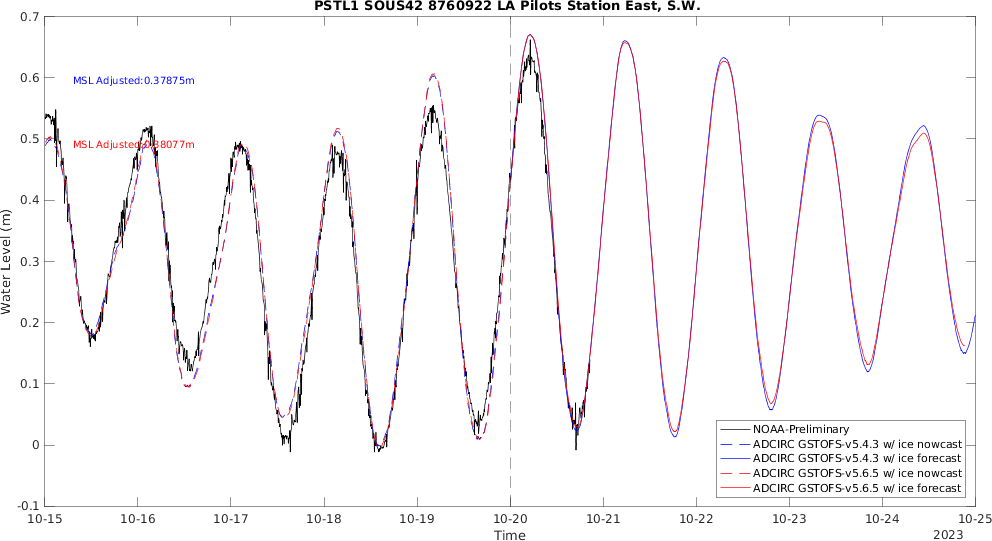 PSTL1 SOUS42 8760922 LA Pilots Station East, S.W.
0.7
0.6
0.5
0.4
0.3
0.2
0.1
0
-0.1
Water Level (m)
MSL Adjusted:0.37875m
MSL Adjusted:0.38077m
NOAA-Preliminary
ADCIRC GSTOFS-v5.4.3 w/ ice nowcast
ADCIRC GSTOFS-v5.4.3 w/ ice forecast
ADCIRC GSTOFS-v5.6.5 w/ ice nowcast
ADCIRC GSTOFS-v5.6.5 w/ ice forecast
10-15 10-16 10-17 10-18 10-19 10-20 10-21 10-22 10-23 10-24 10-25
Time
2023